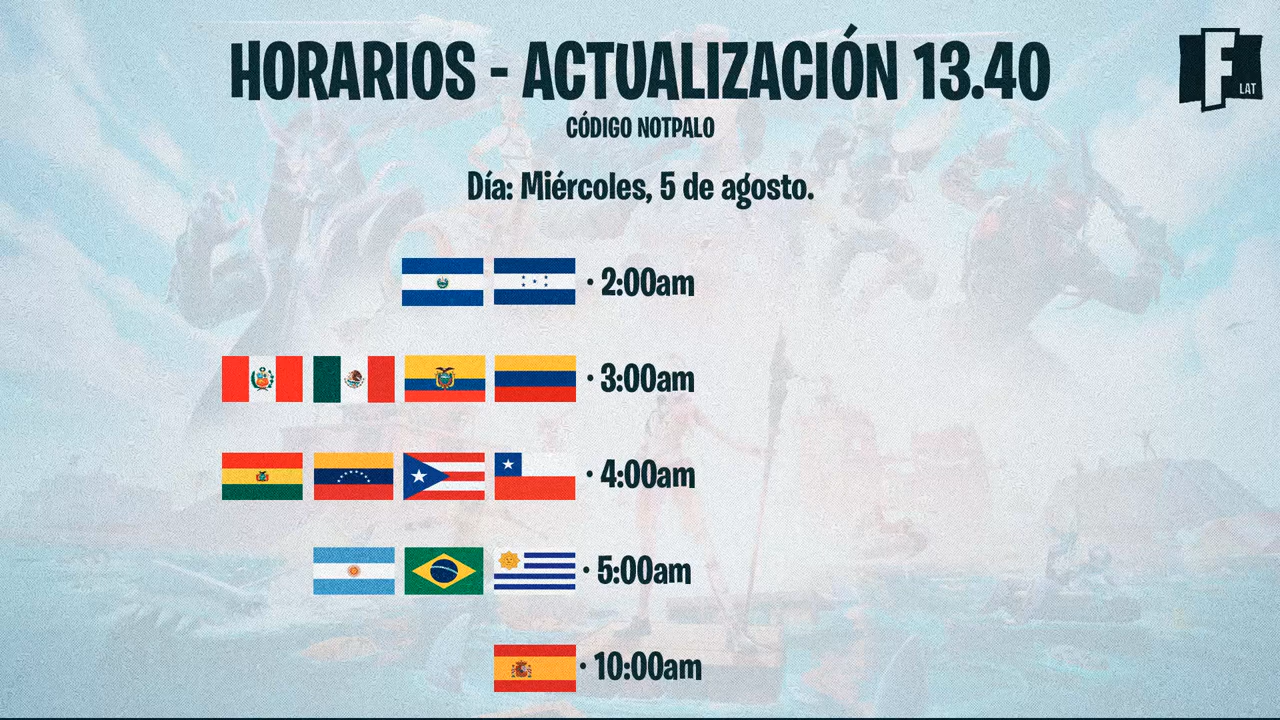 HORARIOS - ACTUALIZACIÓN 13.40
F
LAT
CÓDIGO NOTPALO
Día: Miércoles, 5 de agosto.
· 2:00am
· 3:00am
· 4:00am
· 5:00am
· 10:00am